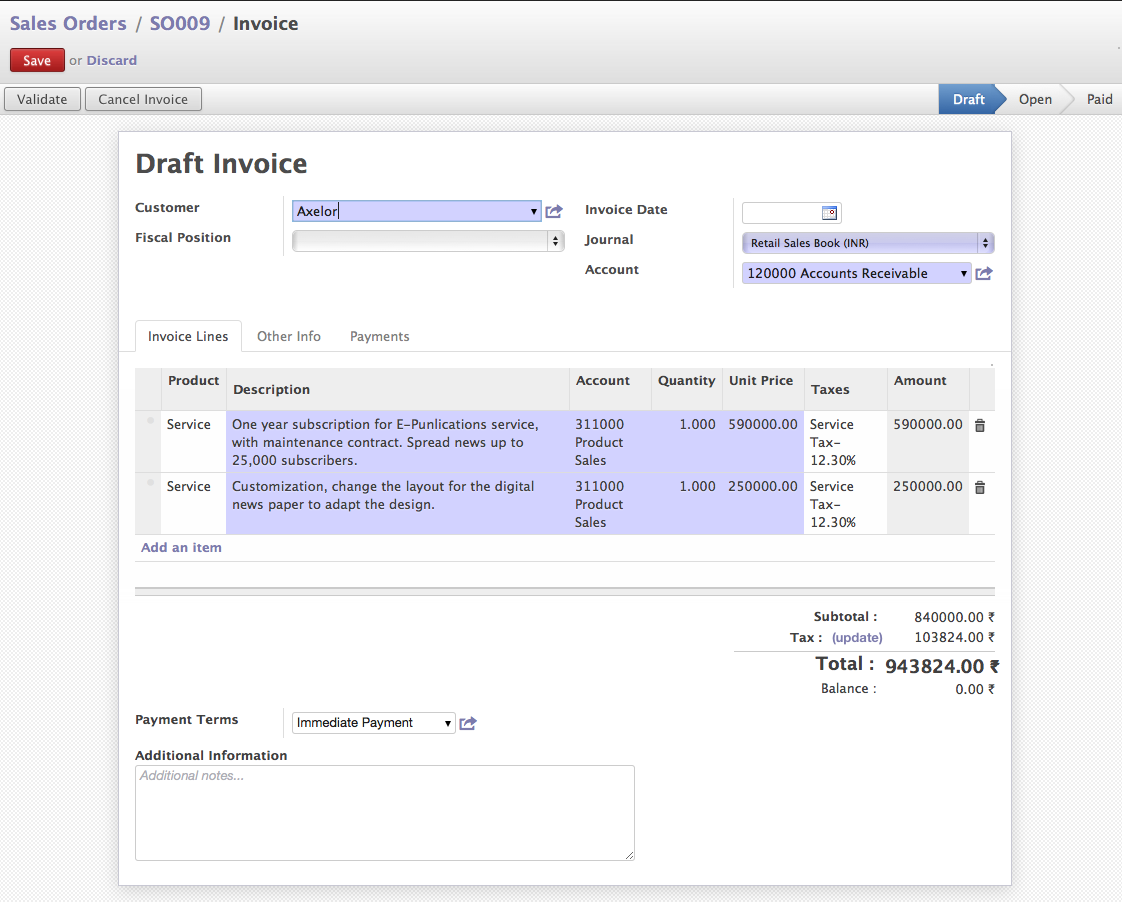 Sales Orders / SO009 / Invoice
Save or Discard
Validate Cancel Invoice Draft Open Paid
Draft Invoice
Customer Axelor
Fiscal Position
Invoice Date
Journal Retail Sales Book (INR)
Account 120000 Accounts Receivable
Invoice Lines Other Info Payments
Product Description Account Quantity Unit Price Taxes Amount
Service
One year subscription for E-Punlications service,
with maintenance contract. Spread news up to
25,000 subscribers.
311000
Product
Sales
1.000 590000.00
Service
Tax-
12.30%
590000.00
Service
Customization, change the layout for the digital
news paper to adapt the design.
311000
Product
Sales
1.000 250000.00
Service
Tax-
12.30%
250000.00
Add an item
Subtotal : 840000.00 ₹
Tax : (update) 103824.00 ₹
Total : 943824.00 ₹
Balance : 0.00 ₹
Payment Terms Immediate Payment
Additional Information
Additional notes...